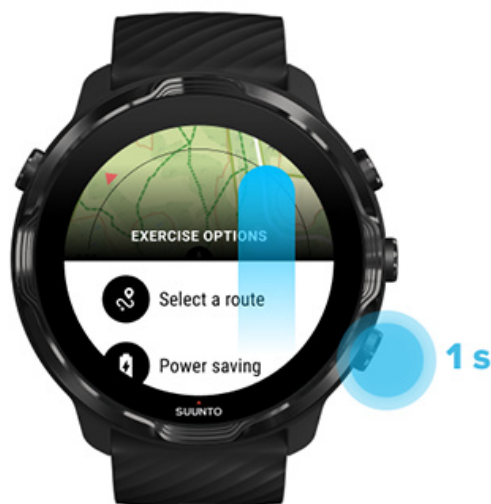 EXERCISE OPTIONS
Select a route
Power saving
SUUNTO
1 s